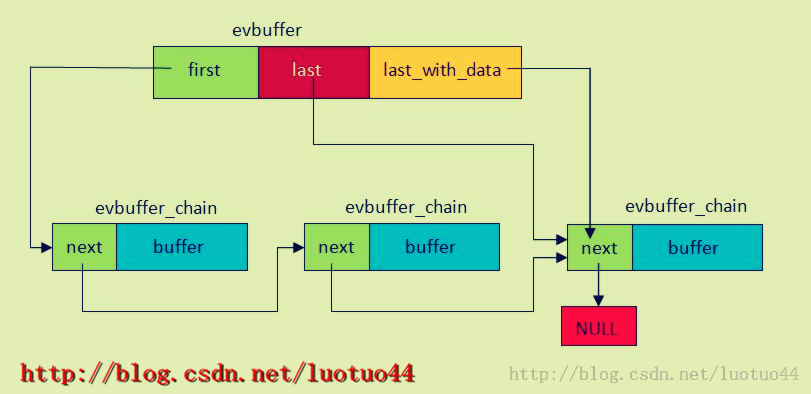 evbuffer
first last last_with_data
evbuffer_chain evbuffer_chain evbuffer_chain
next buffer next buffer next buffer
NULL
http://blog.csdn.net/luotuo44 http://blog.csdn.net/luotuo44